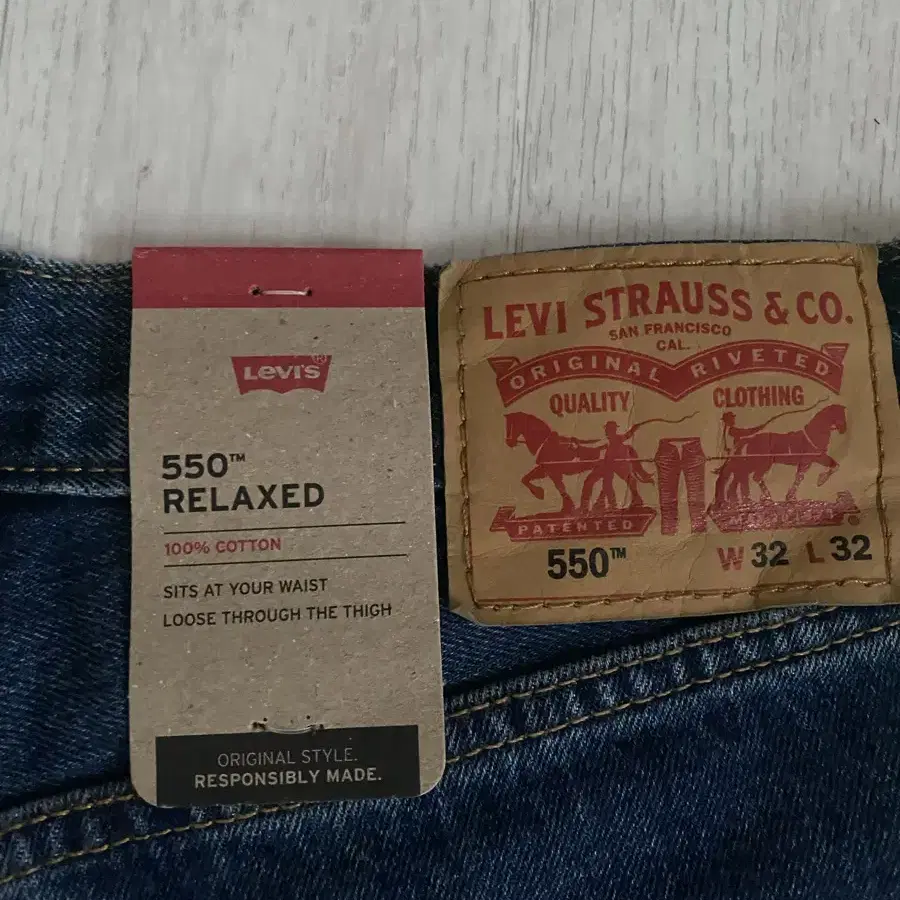 LEVI'S®
550™
RELAXED
100% COTTON
SITS AT YOUR WAIST
LOOSE THROUGH THE THIGH
ORIGINAL STYLE.
RESPONSIBLY MADE.
LEVI STRAUSS & CO.
SAN FRANCISCO
CAL.
ORIGINAL RIVETED
QUALITY CLOTHING
PATENTED
®
550™ W 32 L 32